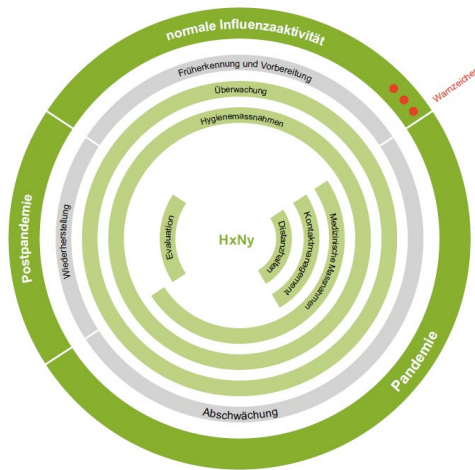 normale Influenzaaktivität
Warnzeichen
Früherkennung und Vorbereitung
Überwachung
Hygienemassnahmen
Postpandemie
Wiederherstellung
Evaluation
HxNy
Distanzhalten
Kontaktmanagement
Medizinische Massnahmen
Pandemie
Abschwächung